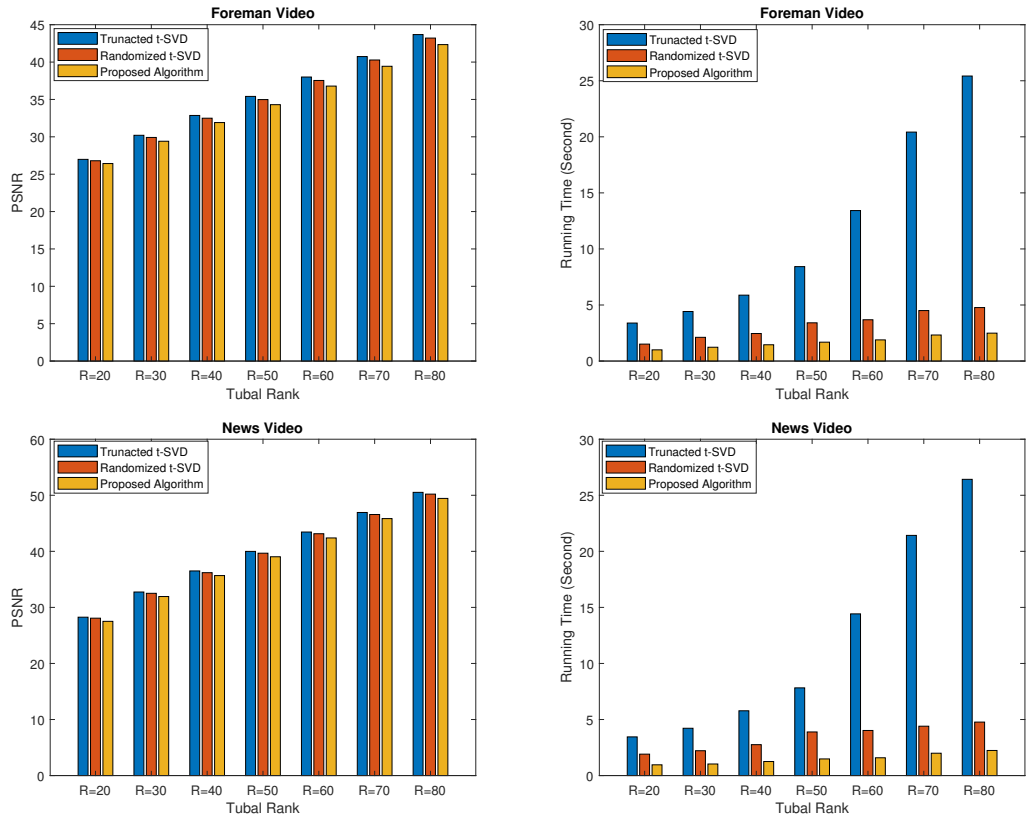 Foreman Video
45
40
35
30
25
20
15
10
5
0
PSNR
Trunacted t-SVD
Randomized t-SVD
Proposed Algorithm
R=20 R=30 R=40 R=50 R=60 R=70 R=80
Tubal Rank
Foreman Video
30
25
20
15
10
5
0
Running Time (Second)
Trunacted t-SVD
Randomized t-SVD
Proposed Algorithm
R=20 R=30 R=40 R=50 R=60 R=70 R=80
Tubal Rank
News Video
60
50
40
30
20
10
0
PSNR
Trunacted t-SVD
Randomized t-SVD
Proposed Algorithm
R=20 R=30 R=40 R=50 R=60 R=70 R=80
Tubal Rank
News Video
30
25
20
15
10
5
0
Running Time (Second)
Trunacted t-SVD
Randomized t-SVD
Proposed Algorithm
R=20 R=30 R=40 R=50 R=60 R=70 R=80
Tubal Rank